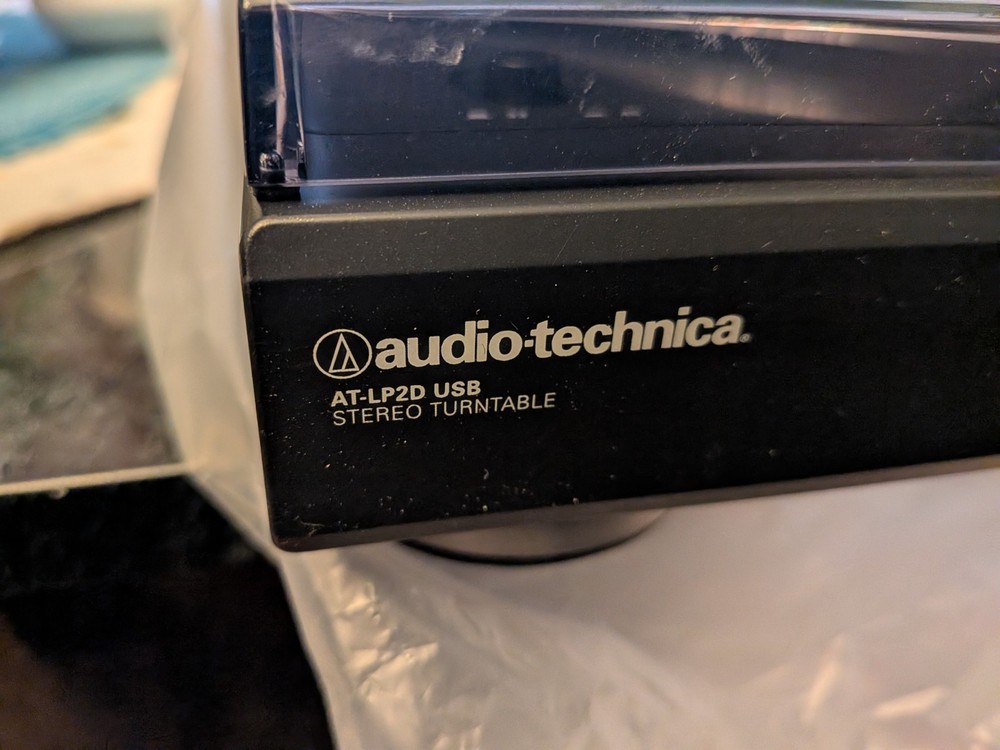 audio-technica®
AT-LP2D USB
STEREO TURNTABLE